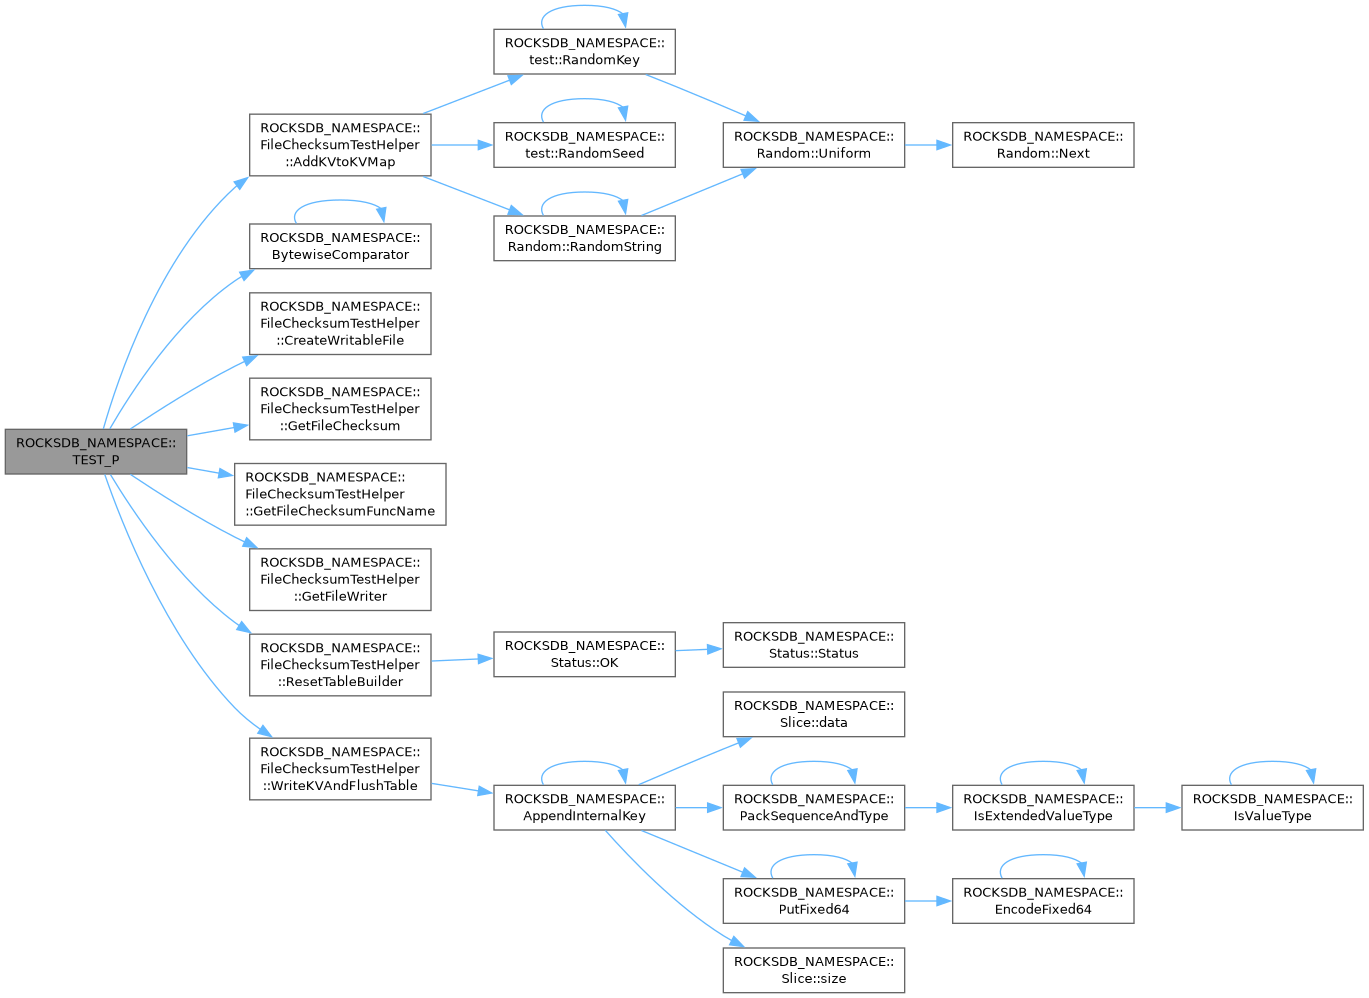 ROCKSDB_NAMESPACE::
TEST_P
ROCKSDB_NAMESPACE::
FileChecksumTestHelper
::AddKVtoKVMap
ROCKSDB_NAMESPACE::
test::RandomKey
ROCKSDB_NAMESPACE::
test::RandomSeed
ROCKSDB_NAMESPACE::
Random::RandomString
ROCKSDB_NAMESPACE::
Random::Uniform
ROCKSDB_NAMESPACE::
Random::Next
ROCKSDB_NAMESPACE::
BytewiseComparator
ROCKSDB_NAMESPACE::
FileChecksumTestHelper
::CreateWritableFile
ROCKSDB_NAMESPACE::
FileChecksumTestHelper
::GetFileChecksum
ROCKSDB_NAMESPACE::
FileChecksumTestHelper
::GetFileChecksumFuncName
ROCKSDB_NAMESPACE::
FileChecksumTestHelper
::GetFileWriter
ROCKSDB_NAMESPACE::
FileChecksumTestHelper
::ResetTableBuilder
ROCKSDB_NAMESPACE::
Status::OK
ROCKSDB_NAMESPACE::
Status::Status
ROCKSDB_NAMESPACE::
FileChecksumTestHelper
::WriteKVAndFlushTable
ROCKSDB_NAMESPACE::
AppendInternalKey
ROCKSDB_NAMESPACE::
Slice::data
ROCKSDB_NAMESPACE::
PackSequenceAndType
ROCKSDB_NAMESPACE::
IsExtendedValueType
ROCKSDB_NAMESPACE::
IsValueType
ROCKSDB_NAMESPACE::
PutFixed64
ROCKSDB_NAMESPACE::
EncodeFixed64
ROCKSDB_NAMESPACE::
Slice::size